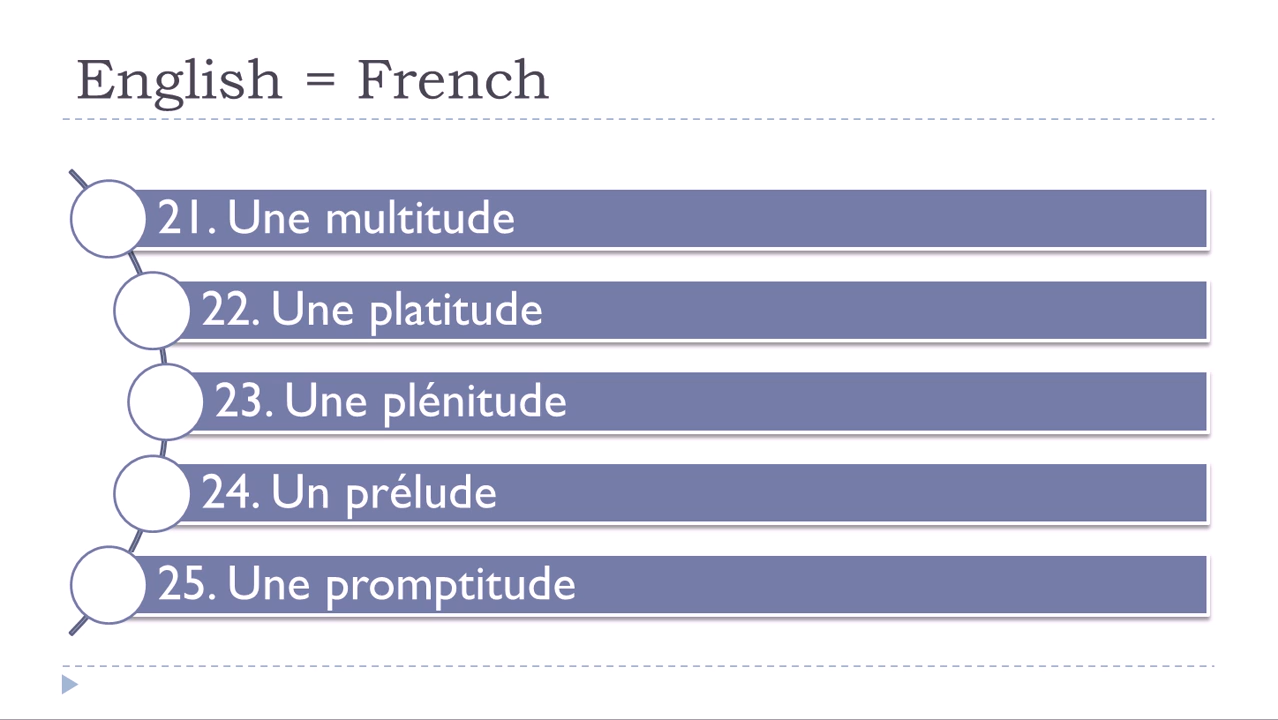 English = French
21. Une multitude
22. Une platitude
23. Une plénitude
24. Un prélude
25. Une promptitude